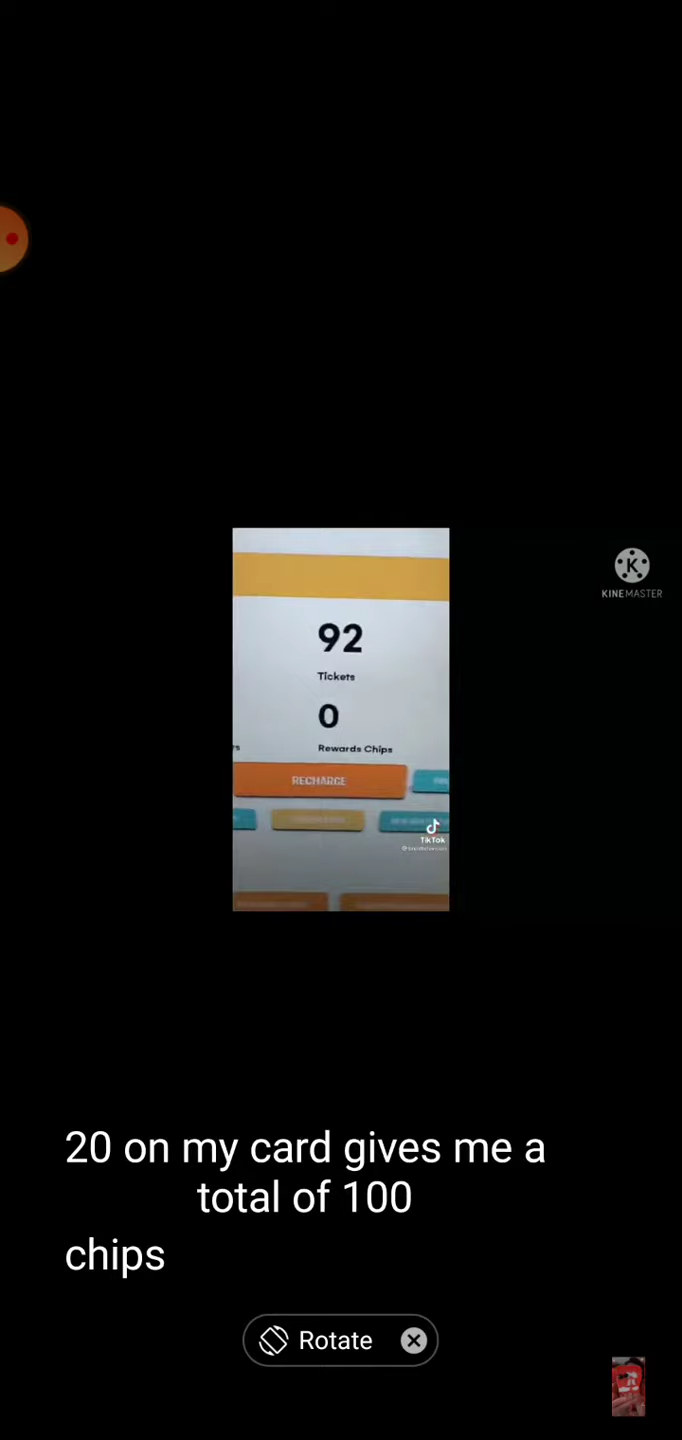 KINEMASTER
92
Tickets
0
rs
Rewards Chips
RECHARGE
TikTok
20 on my card gives me a
total of 100
chips
Rotate